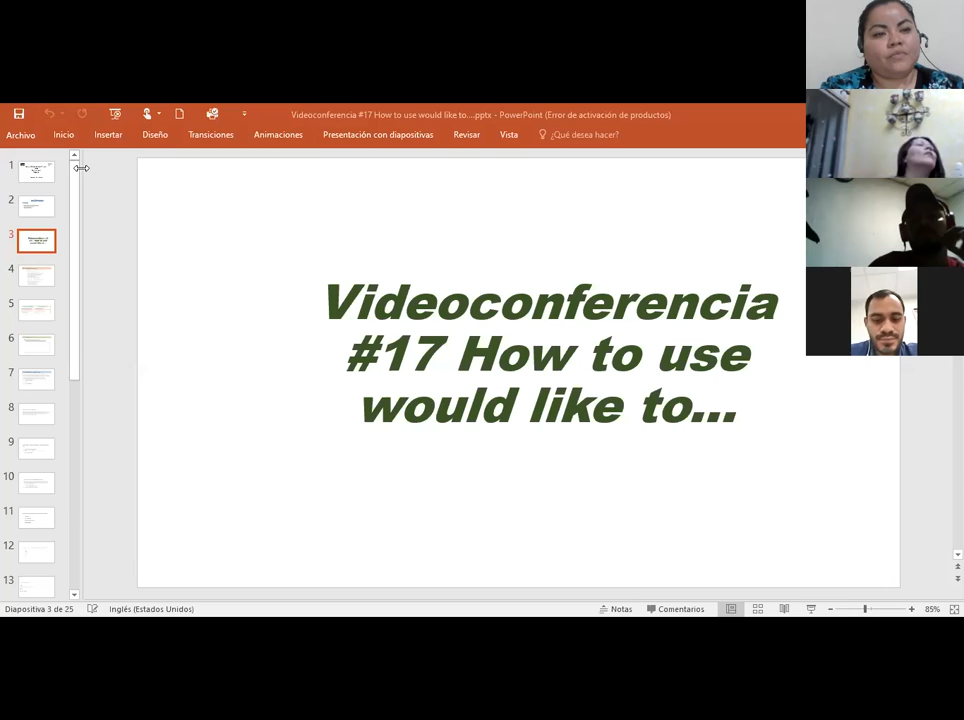 Videoconferencia #17 How to use would like to....pptx - PowerPoint (Error de activación de productos)
Archivo Inicio Insertar Diseño Transiciones Animaciones Presentación con diapositivas Revisar Vista ¿Qué desea hacer?
1
2
3
4
5
6
7
8
9
10
11
12
13
Videoconferencia
#17 How to use
would like to...
Diapositiva 3 de 25 Inglés (Estados Unidos) Notas Comentarios 85%